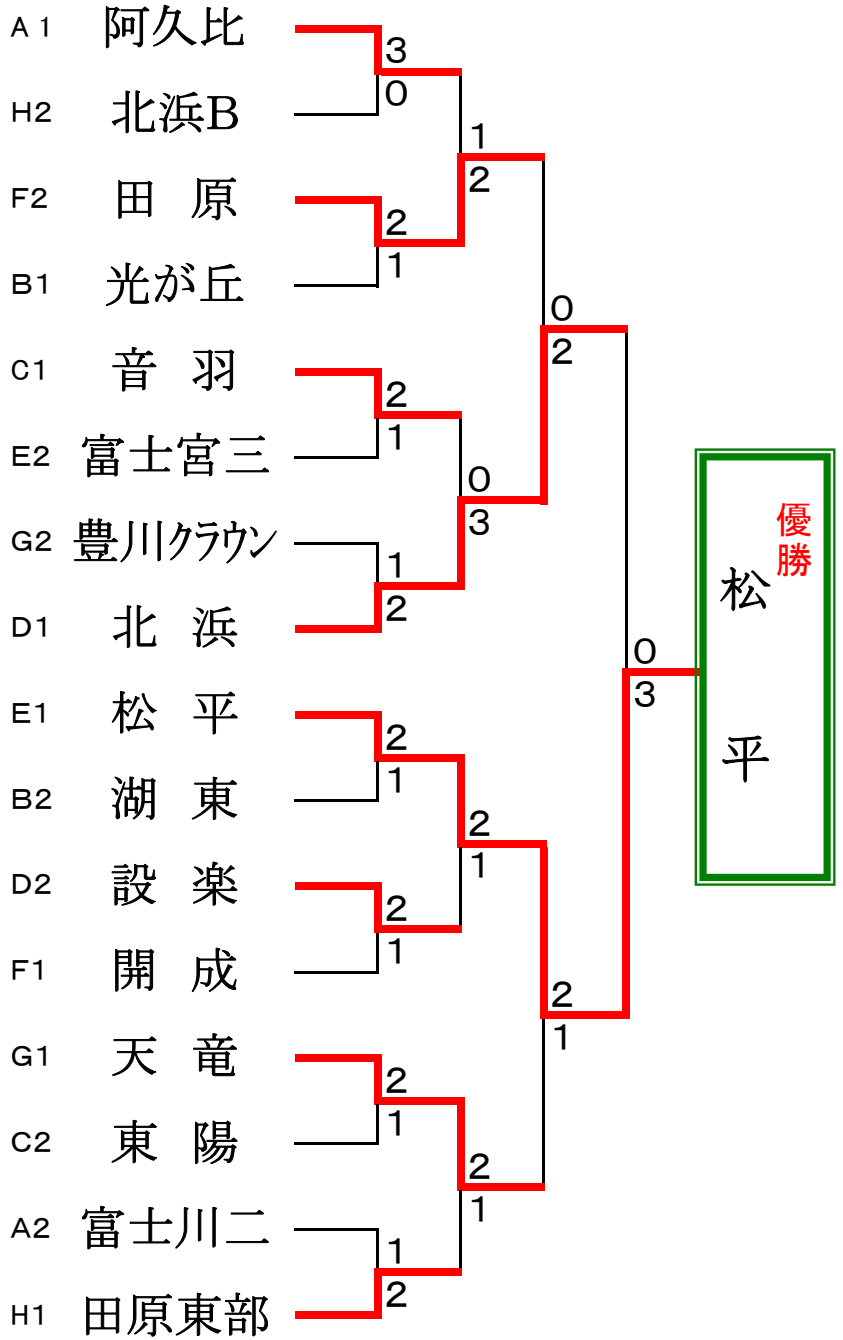 A1 阿久比
3
0
H2 北浜B
1
2
F2 田 原
2
1
B1 光が丘
0
2
C1 音 羽
2
1
E2 富士宮三
0
3
G2 豊川クラウン
1
2
D1 北 浜
0
3
E1 松 平
2
1
B2 湖 東
2
1
D2 設 楽
2
1
F1 開 成
2
1
G1 天 竜
2
1
C2 東 陽
2
1
A2 富士川二
1
2
H1 田原東部
優勝
松 平